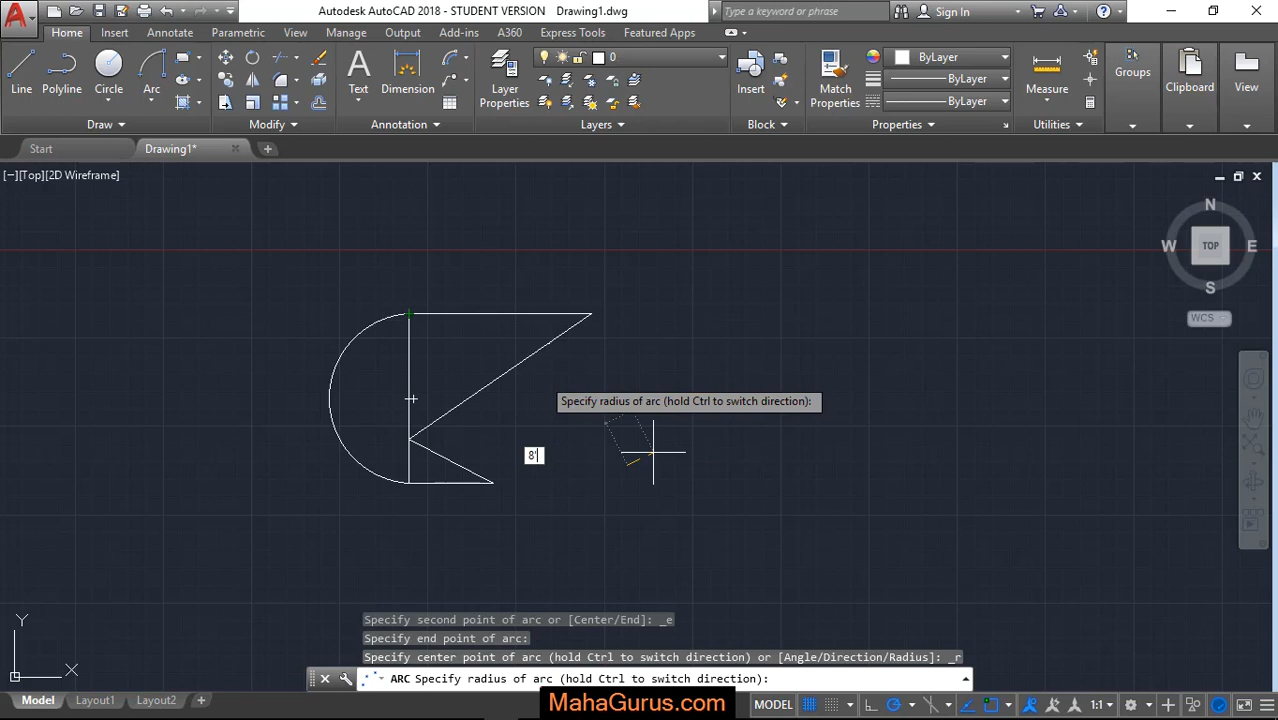 Autodesk AutoCAD 2018 - STUDENT VERSION Drawing1.dwg
Type a keyword or phrase
Sign In
Home Insert Annotate Parametric View Manage Output Add-ins A360 Express Tools Featured Apps
Line Polyline Circle Arc
Text Dimension
Layer Properties
0
Insert
Match Properties
ByLayer
ByLayer
ByLayer
Measure
Groups
Clipboard
View
Draw Modify Annotation Layers Block Properties Utilities
Start Drawing1*
[−][Top][2D Wireframe]
N
W TOP E
S
WCS
Specify radius of arc (hold Ctrl to switch direction):
8'
Y
X
Specify second point of arc or [Center/End]: _e
Specify end point of arc:
Specify center point of arc (hold Ctrl to switch direction) or [Angle/Direction/Radius]: _r
ARC Specify radius of arc (hold Ctrl to switch direction):
Model Layout1 Layout2
MahaGurus.com
MODEL
1:1